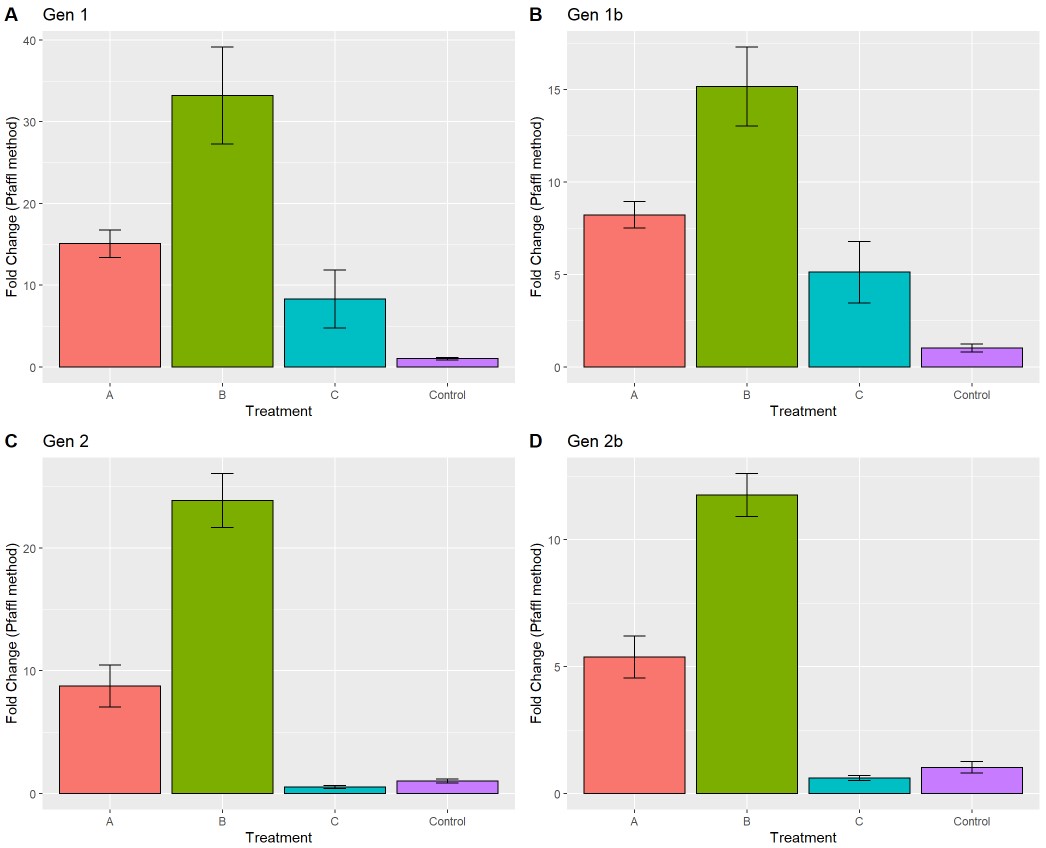 A Gen 1
Fold Change (Pfaffl method)
40
30
20
10
0
A B C Control
Treatment
B Gen 1b
Fold Change (Pfaffl method)
15
10
5
0
A B C Control
Treatment
C Gen 2
Fold Change (Pfaffl method)
20
10
0
A B C Control
Treatment
D Gen 2b
Fold Change (Pfaffl method)
10
5
0
A B C Control
Treatment